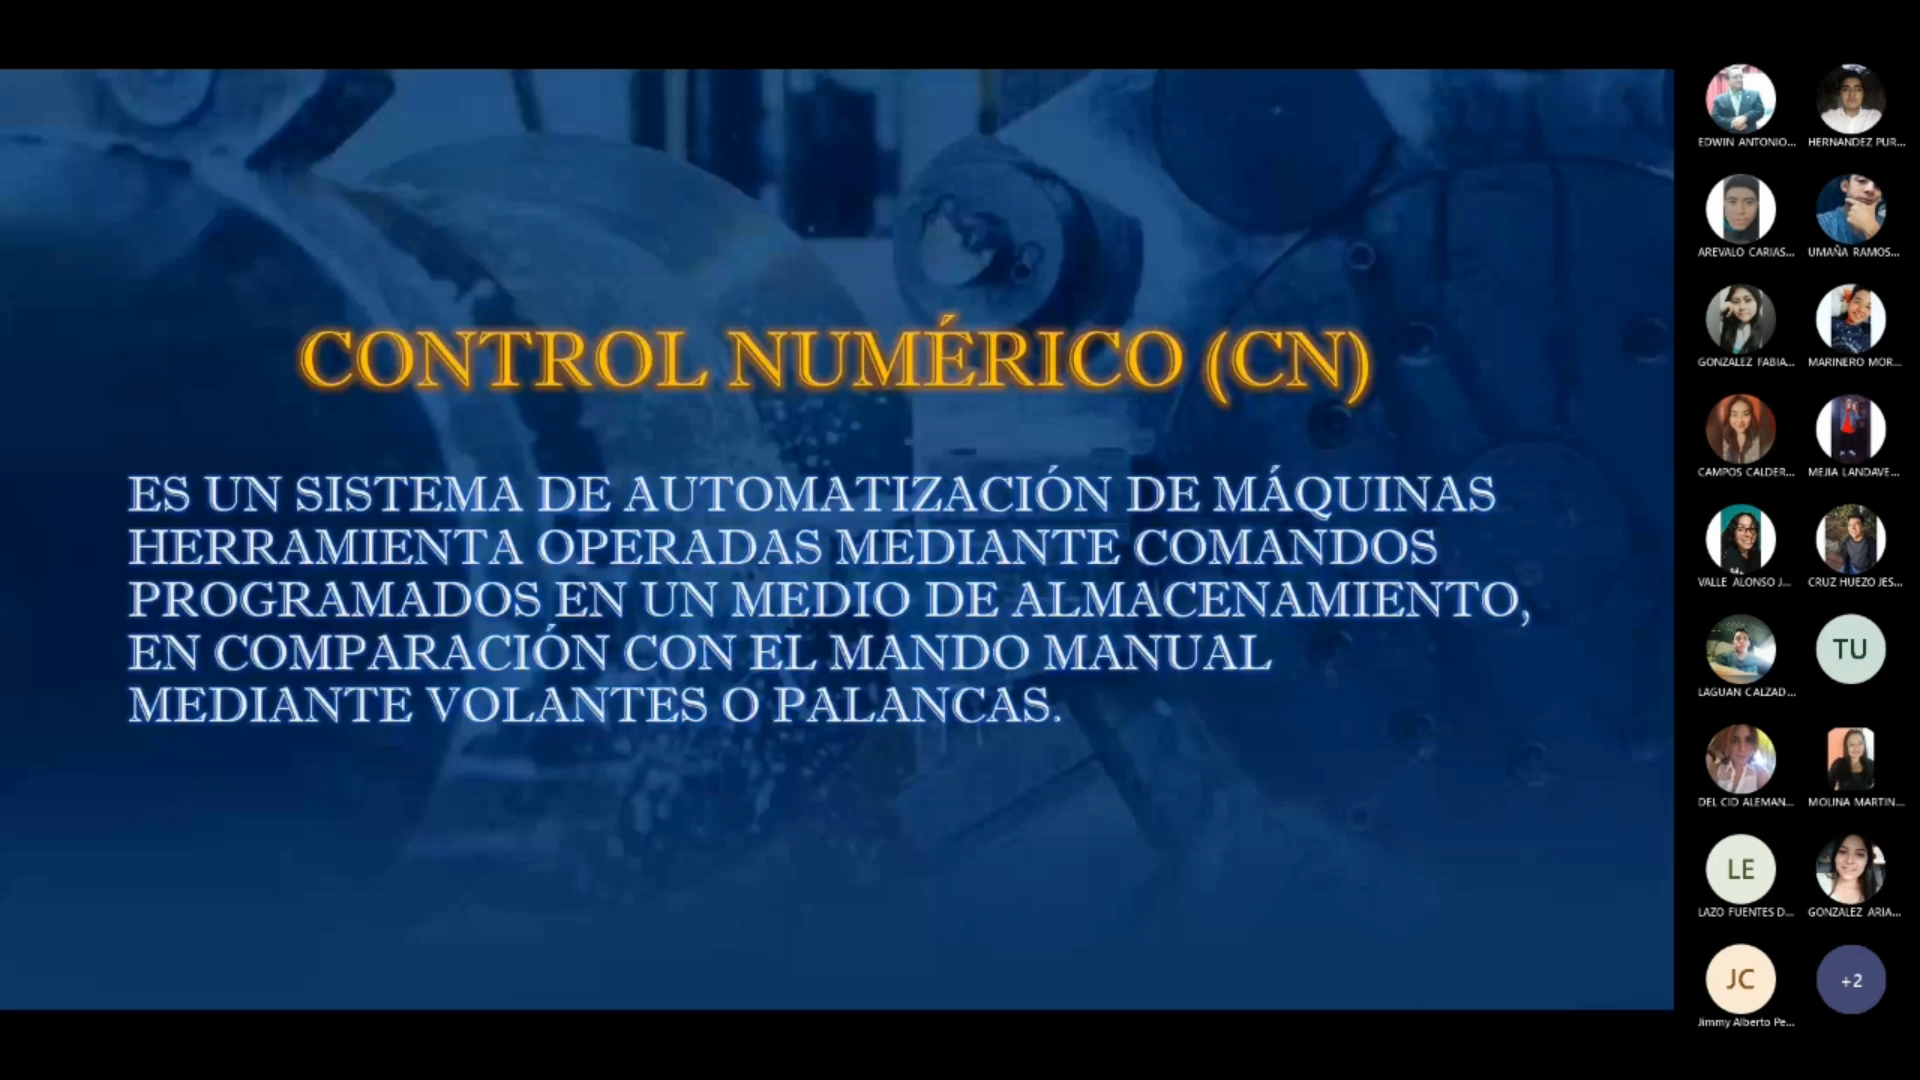 CONTROL NUMÉRICO (CN)
ES UN SISTEMA DE AUTOMATIZACIÓN DE MÁQUINAS
HERRAMIENTA OPERADAS MEDIANTE COMANDOS
PROGRAMADOS EN UN MEDIO DE ALMACENAMIENTO,
EN COMPARACIÓN CON EL MANDO MANUAL
MEDIANTE VOLANTES O PALANCAS.
EDWIN ANTONIO...
HERNANDEZ PUR...
AREVALO CARIAS...
UMAÑA RAMOS...
GONZALEZ FABIA...
MARINERO MOR...
CAMPOS CALDER...
MEJIA LANDAVE...
VALLE ALONSO J...
CRUZ HUEZO JES...
LAGUAN CALZAD...
TU
DEL CID ALEMAN...
MOLINA MARTIN...
LE
LAZO FUENTES D...
GONZALEZ ARIA...
JC
Jimmy Alberto Pe...
+2